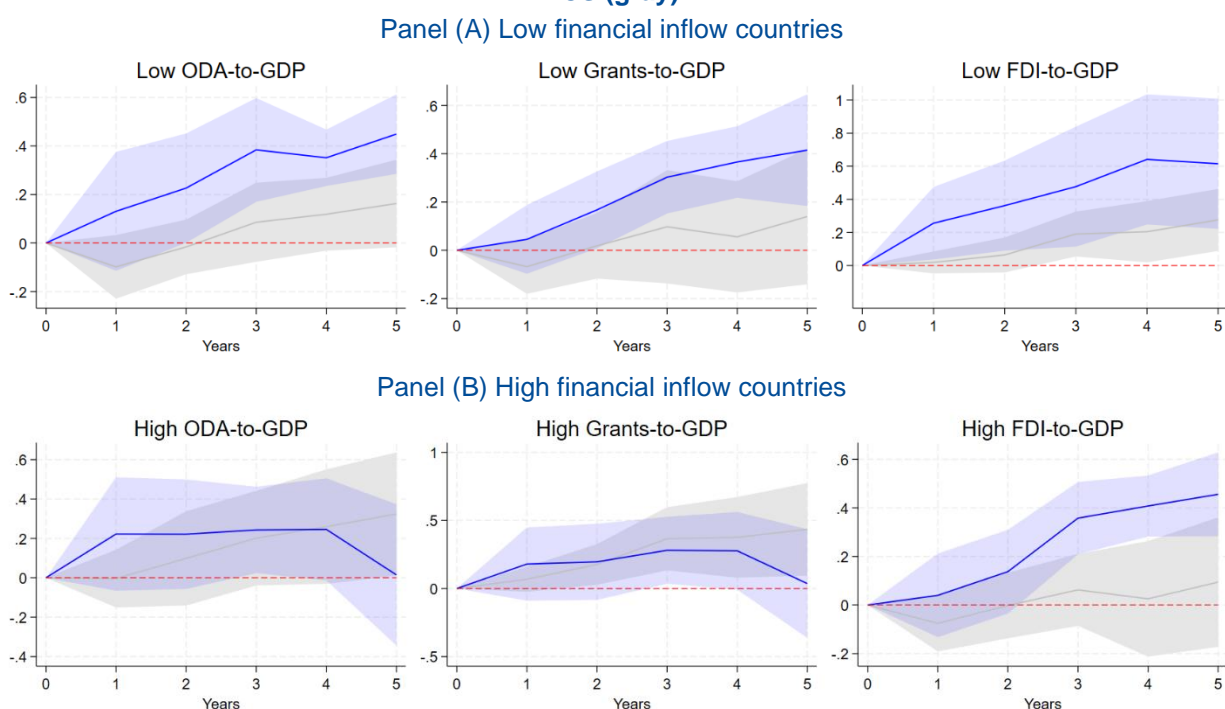 Panel (A) Low financial inflow countries
Low ODA-to-GDP Low Grants-to-GDP Low FDI-to-GDP
.6 .6 1
.8
.4 .4 .6
.2 .2 .4
.2
0 0 0
-.2 -.2
0 1 2 3 4 5 0 1 2 3 4 5 0 1 2 3 4 5
Years Years Years
Panel (B) High financial inflow countries
High ODA-to-GDP High Grants-to-GDP High FDI-to-GDP
.6 1 .6
.4 .5 .4
.2 .2
0 0 0
-.2
-.4 -.5 -.2
0 1 2 3 4 5 0 1 2 3 4 5 0 1 2 3 4 5
Years Years Years